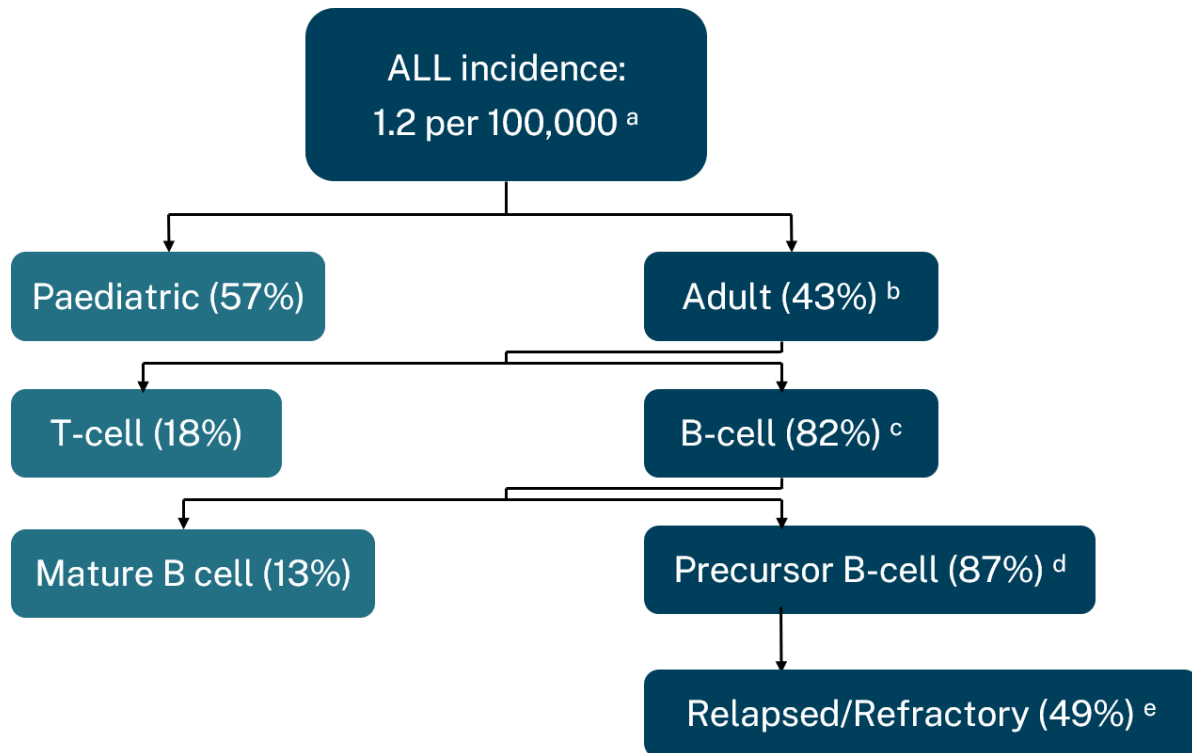 ALL incidence:
1.2 per 100,000 ᵃ
Paediatric (57%)
Adult (43%) ᵇ
T-cell (18%)
B-cell (82%) ᶜ
Mature B cell (13%)
Precursor B-cell (87%) ᵈ
Relapsed/Refractory (49%) ᵉ